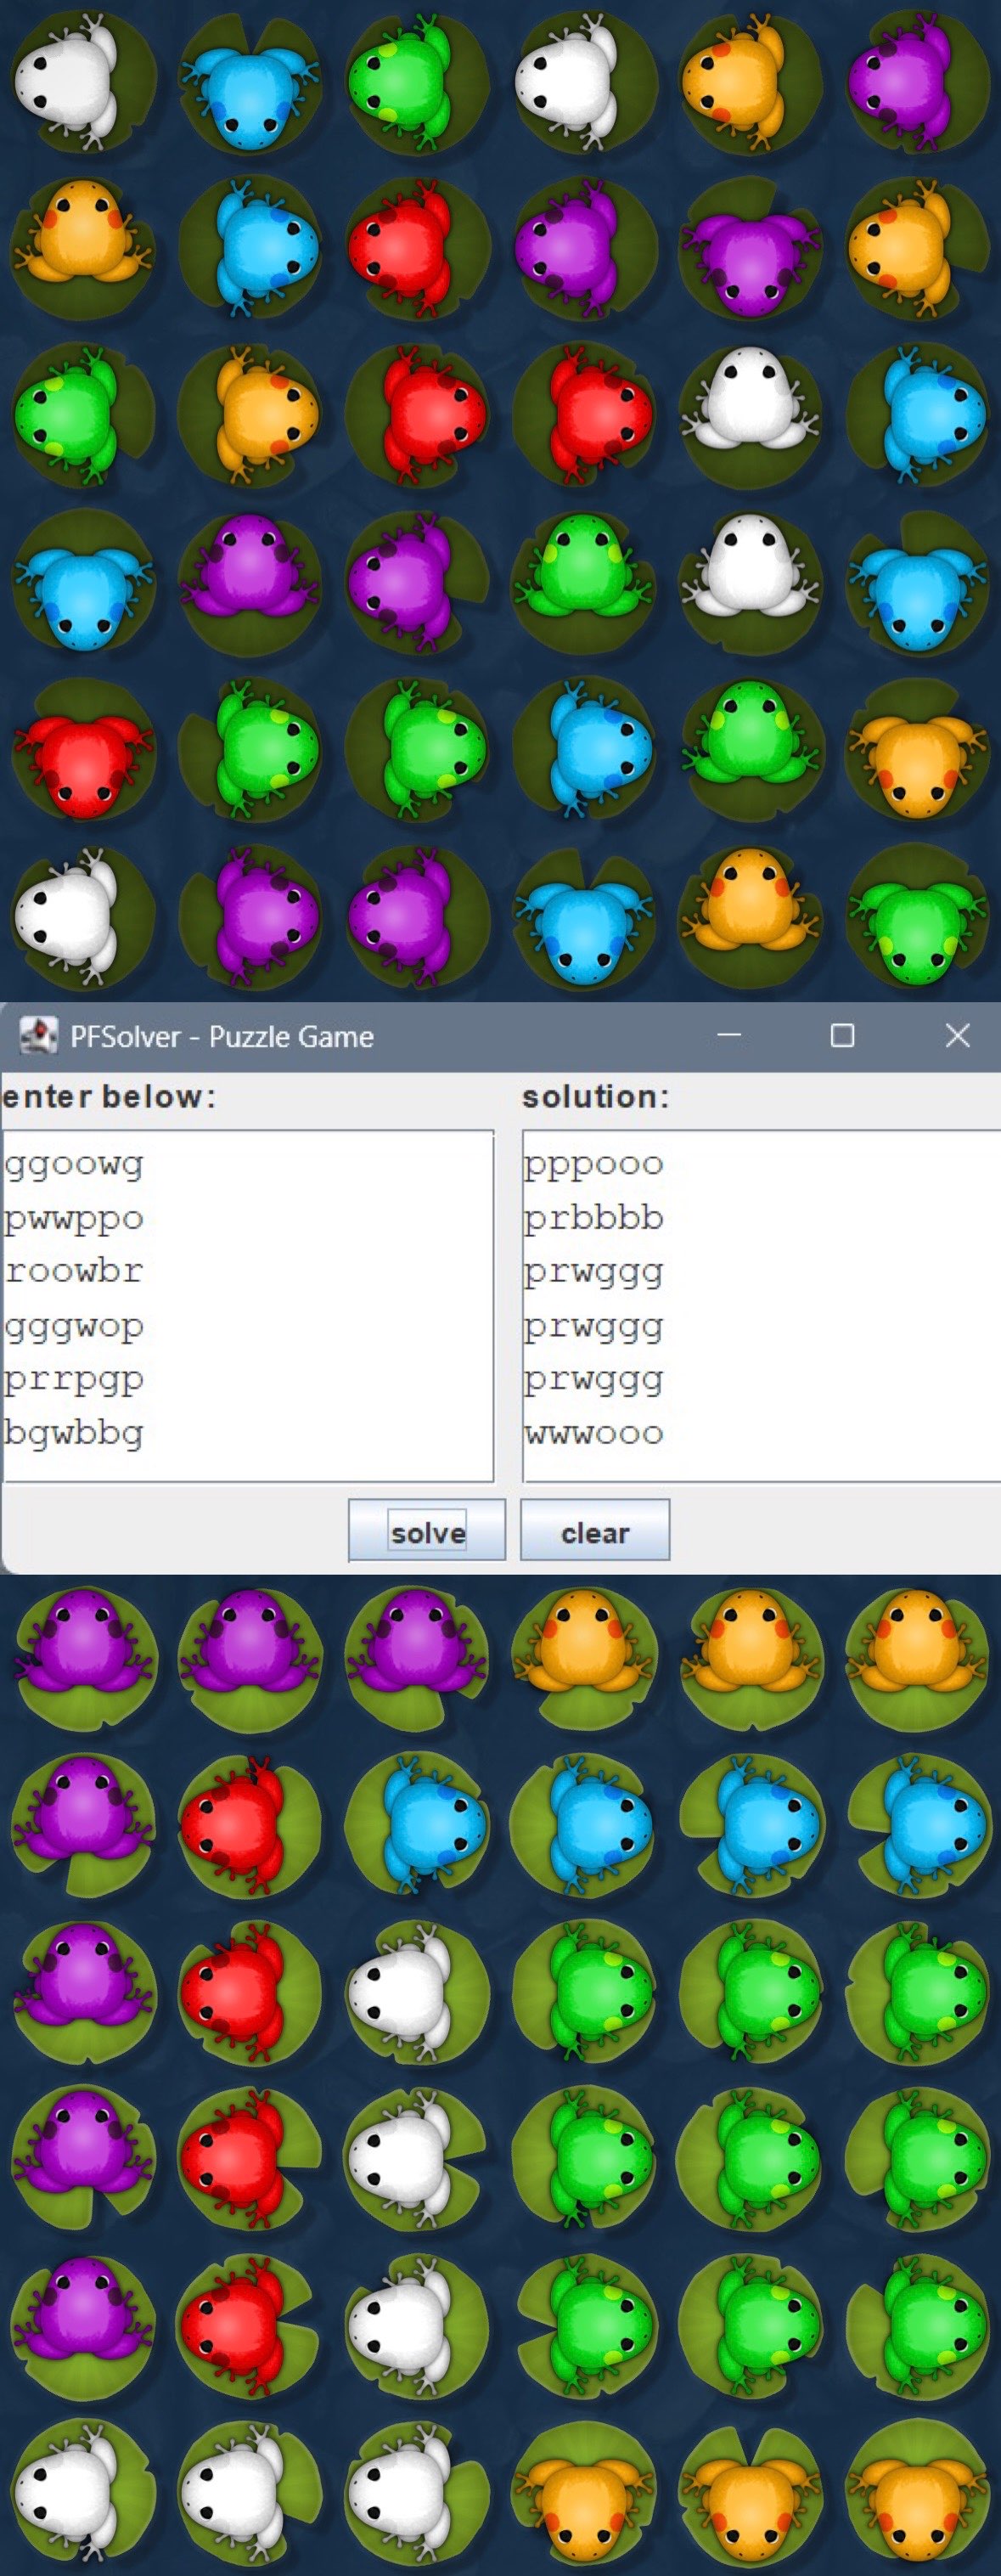 PFSolver - Puzzle Game
enter below:
solution:
ggoowg
pwwppo
roowbr
gggwop
prrpgp
bgwbbg
pppooo
prbbbb
prwggg
prwggg
prwggg
wwwooo
solve
clear